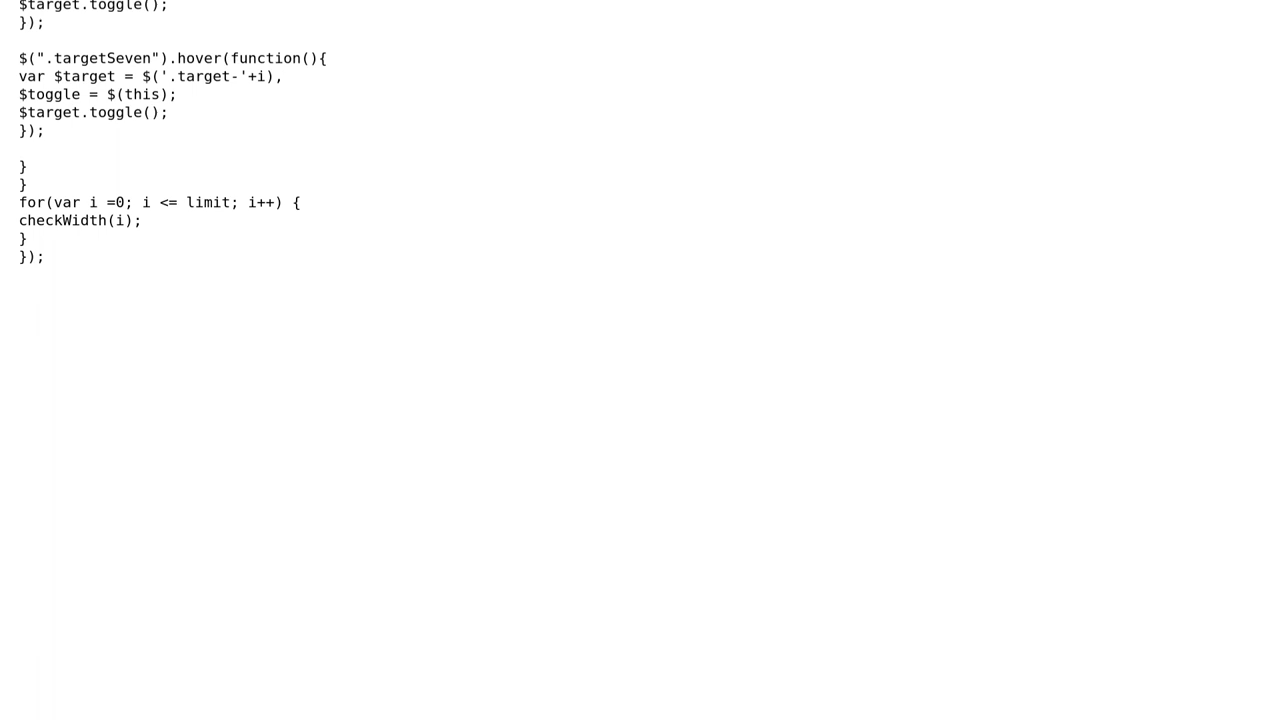 $target.toggle();
});

$(".targetSeven").hover(function(){
var $target = $('.target-'+i),
$toggle = $(this);
$target.toggle();
});

}
}
for(var i =0; i <= limit; i++) {
checkWidth(i);
}
});